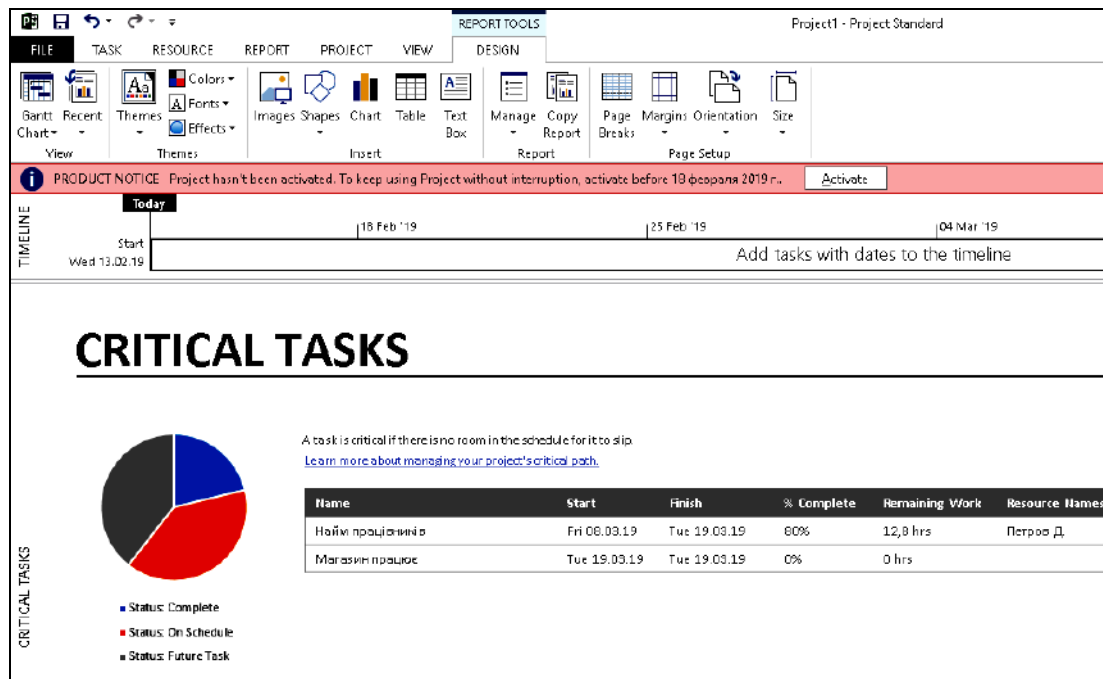 REPORT TOOLS
Project1 - Project Standard
FILE TASK RESOURCE REPORT PROJECT VIEW DESIGN
Gantt Chart Recent Themes Colors Fonts Effects Images Shapes Chart Table Text Box Manage Copy Report Page Breaks Margins Orientation Size
View Themes Insert Report Page Setup
PRODUCT NOTICE Project hasn't been activated. To keep using Project without interruption, activate before 18 февраля 2019 г.. Activate
TIMELINE
Today
18 Feb '19 25 Feb '19 04 Mar '19
Start
Wed 13.02.19
Add tasks with dates to the timeline
CRITICAL TASKS
CRITICAL TASKS
A task is critical if there is no room in the schedule for it to slip.
Learn more about managing your project's critical path.
Name Start Finish % Complete Remaining Work Resource Names
Найм працівників Fri 08.03.19 Tue 19.03.19 80% 12,8 hrs Петров Д.
Магазин працює Tue 19.03.19 Tue 19.03.19 0% 0 hrs
Status: Complete
Status: On Schedule
Status: Future Task